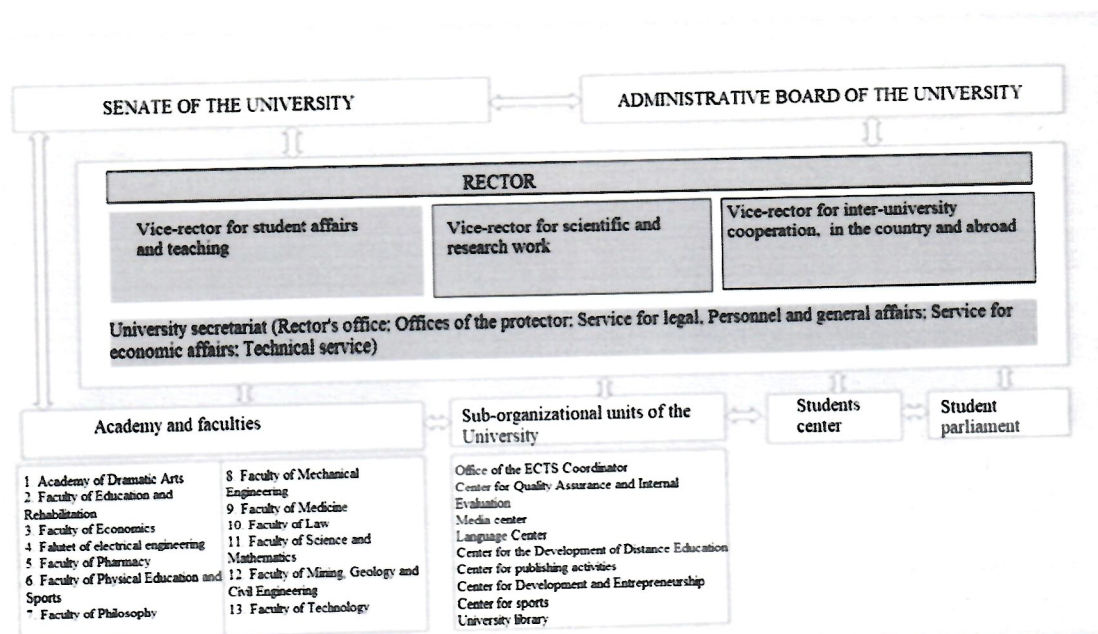 SENATE OF THE UNIVERSITY
ADMINISTRATIVE BOARD OF THE UNIVERSITY
RECTOR
Vice-rector for student affairs
and teaching
Vice-rector for scientific and
research work
Vice-rector for inter-university
cooperation, in the country and abroad
University secretariat (Rector's office; Offices of the protector; Service for legal, Personnel and general affairs; Service for
economic affairs; Technical service)
Academy and faculties
Sub-organizational units of the
University
Students
center
Student
parliament
1 Academy of Dramatic Arts
2 Faculty of Education and
Rehabilitation
3 Faculty of Economics
4 Falutet of electrical engineering
5 Faculty of Pharmacy
6 Faculty of Physical Education and
Sports
7. Faculty of Philosophy
8 Faculty of Mechanical
Engineering
9 Faculty of Medicine
10 Faculty of Law
11 Faculty of Science and
Mathematics
12 Faculty of Mining, Geology and
Civil Engineering
13 Faculty of Technology
Office of the ECTS Coordinator
Center for Quality Assurance and Internal
Evaluation
Media center
Language Center
Center for the Development of Distance Education
Center for publishing activities
Center for Development and Entrepreneurship
Center for sports
University library